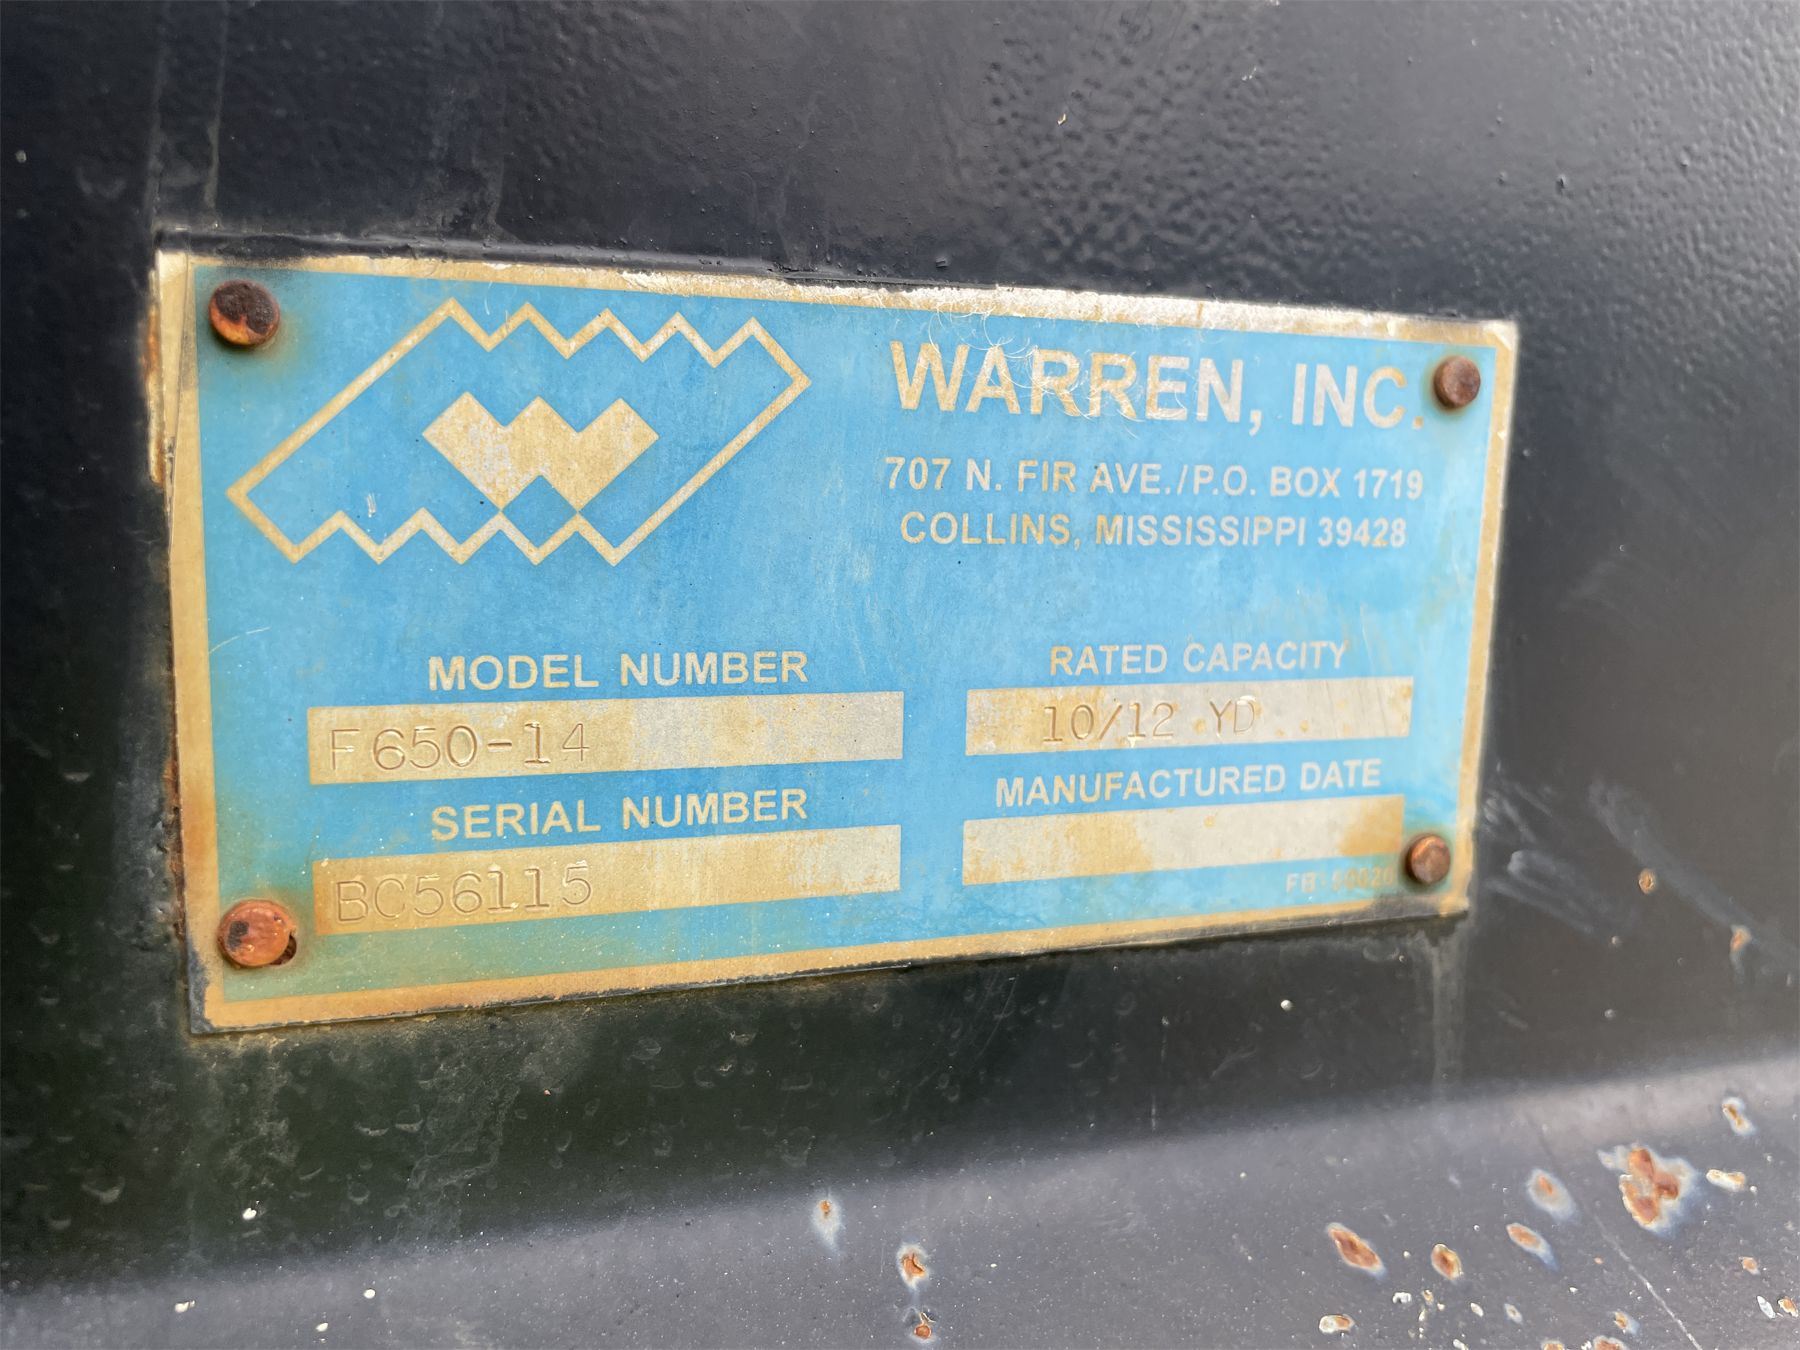 WARREN, INC.
707 N. FIR AVE./P.O. BOX 1719
COLLINS, MISSISSIPPI 39428
MODEL NUMBER
F650-14
RATED CAPACITY
10/12 YD
SERIAL NUMBER
BC56115
MANUFACTURED DATE